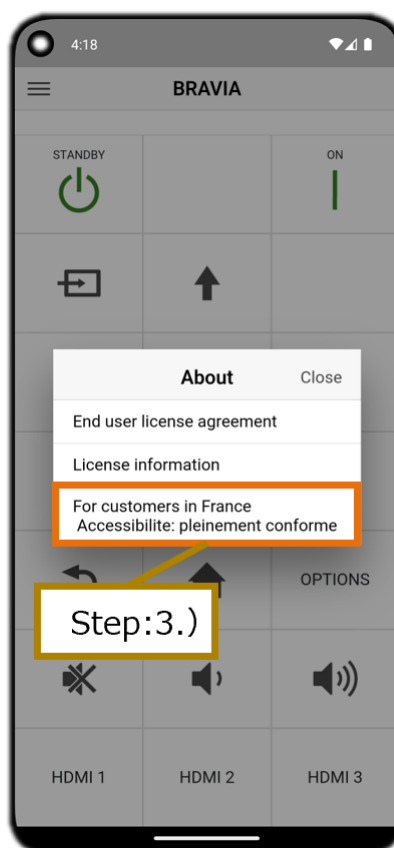 4:18
BRAVIA
STANDBY
ON
About
Close
End user license agreement
License information
For customers in France
Accessibilite: pleinement conforme
OPTIONS
Step:3.)
HDMI 1
HDMI 2
HDMI 3